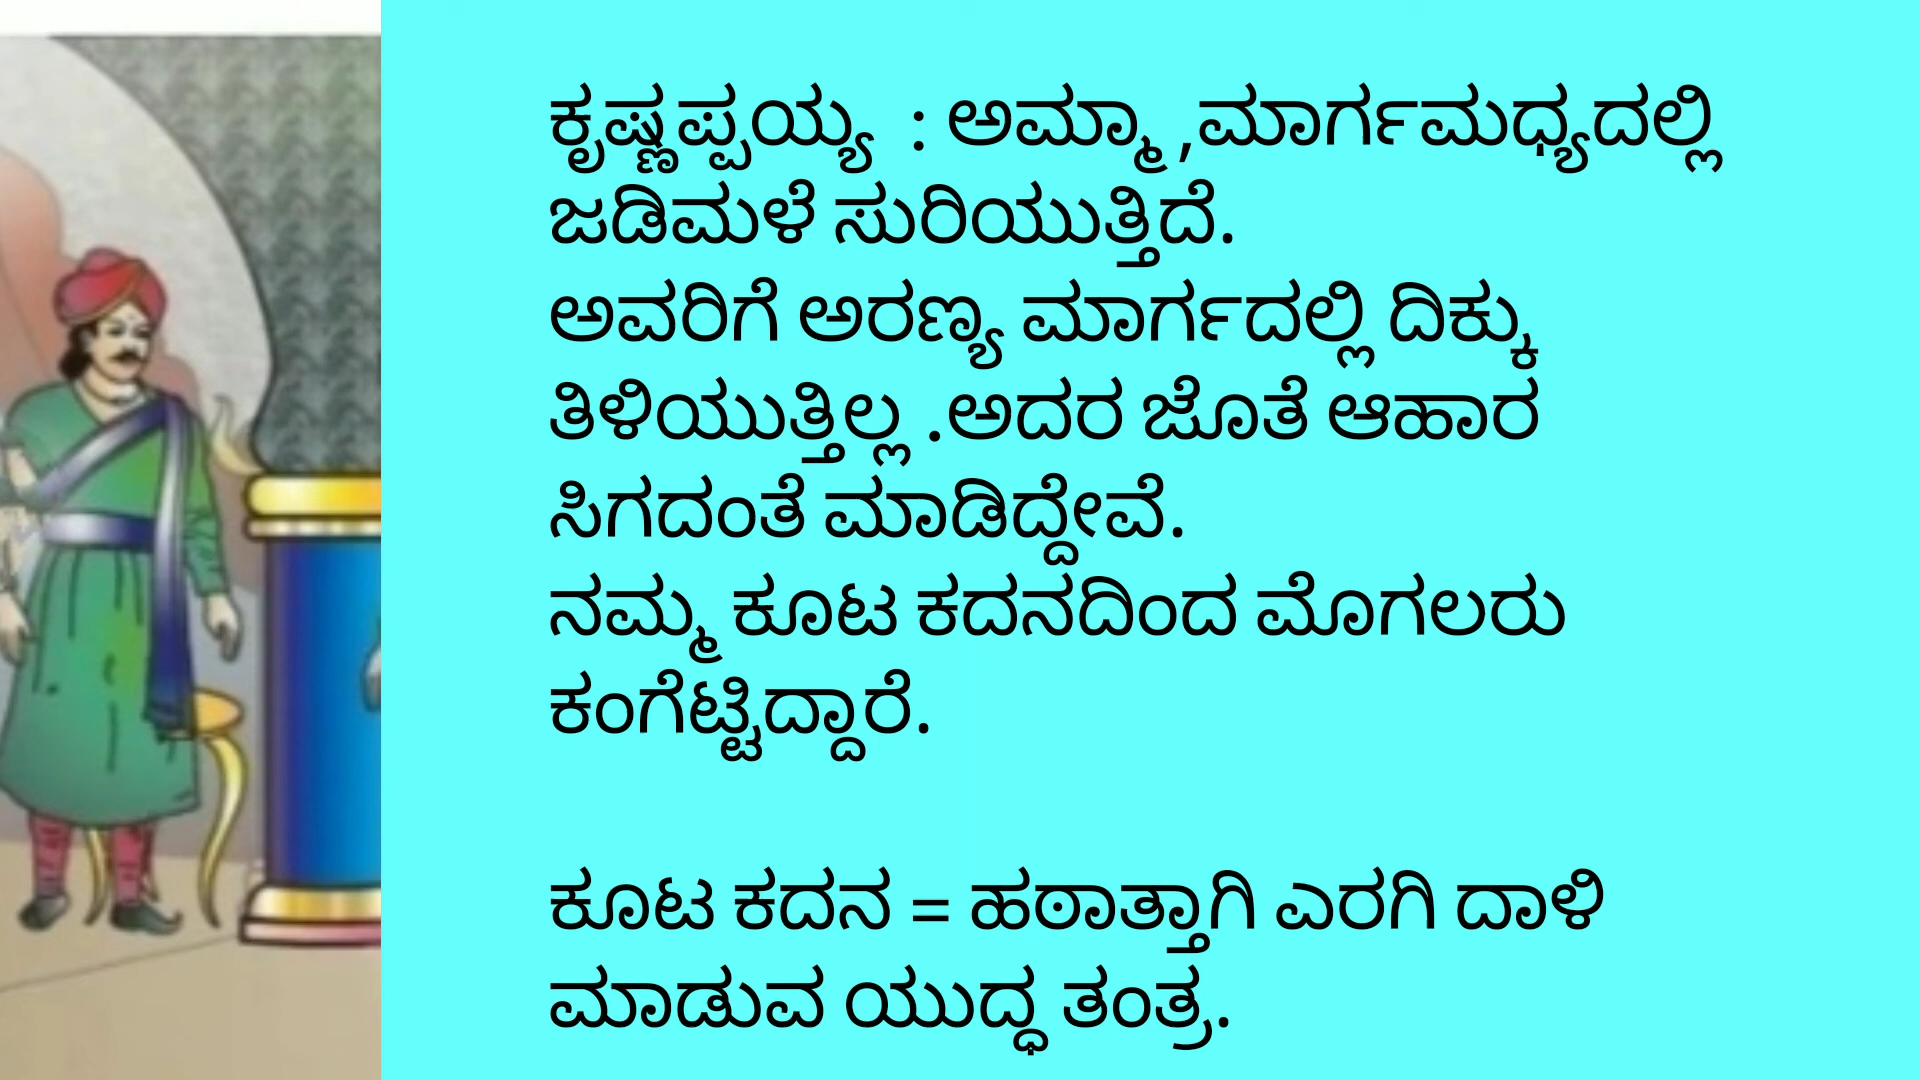 ಕೃಷ್ಣಪ್ಪಯ್ಯ : ಅಮ್ಮಾ ,ಮಾರ್ಗಮಧ್ಯದಲ್ಲಿ
ಜಡಿಮಳೆ ಸುರಿಯುತ್ತಿದೆ.
ಅವರಿಗೆ ಅರಣ್ಯ ಮಾರ್ಗದಲ್ಲಿ ದಿಕ್ಕು
ತಿಳಿಯುತ್ತಿಲ್ಲ .ಅದರ ಜೊತೆ ಆಹಾರ
ಸಿಗದಂತೆ ಮಾಡಿದ್ದೇವೆ.
ನಮ್ಮ ಕೂಟ ಕದನದಿಂದ ಮೊಗಲರು
ಕಂಗೆಟ್ಟಿದ್ದಾರೆ.
ಕೂಟ ಕದನ = ಹಠಾತ್ತಾಗಿ ಎರಗಿ ದಾಳಿ
ಮಾಡುವ ಯುದ್ಧ ತಂತ್ರ.